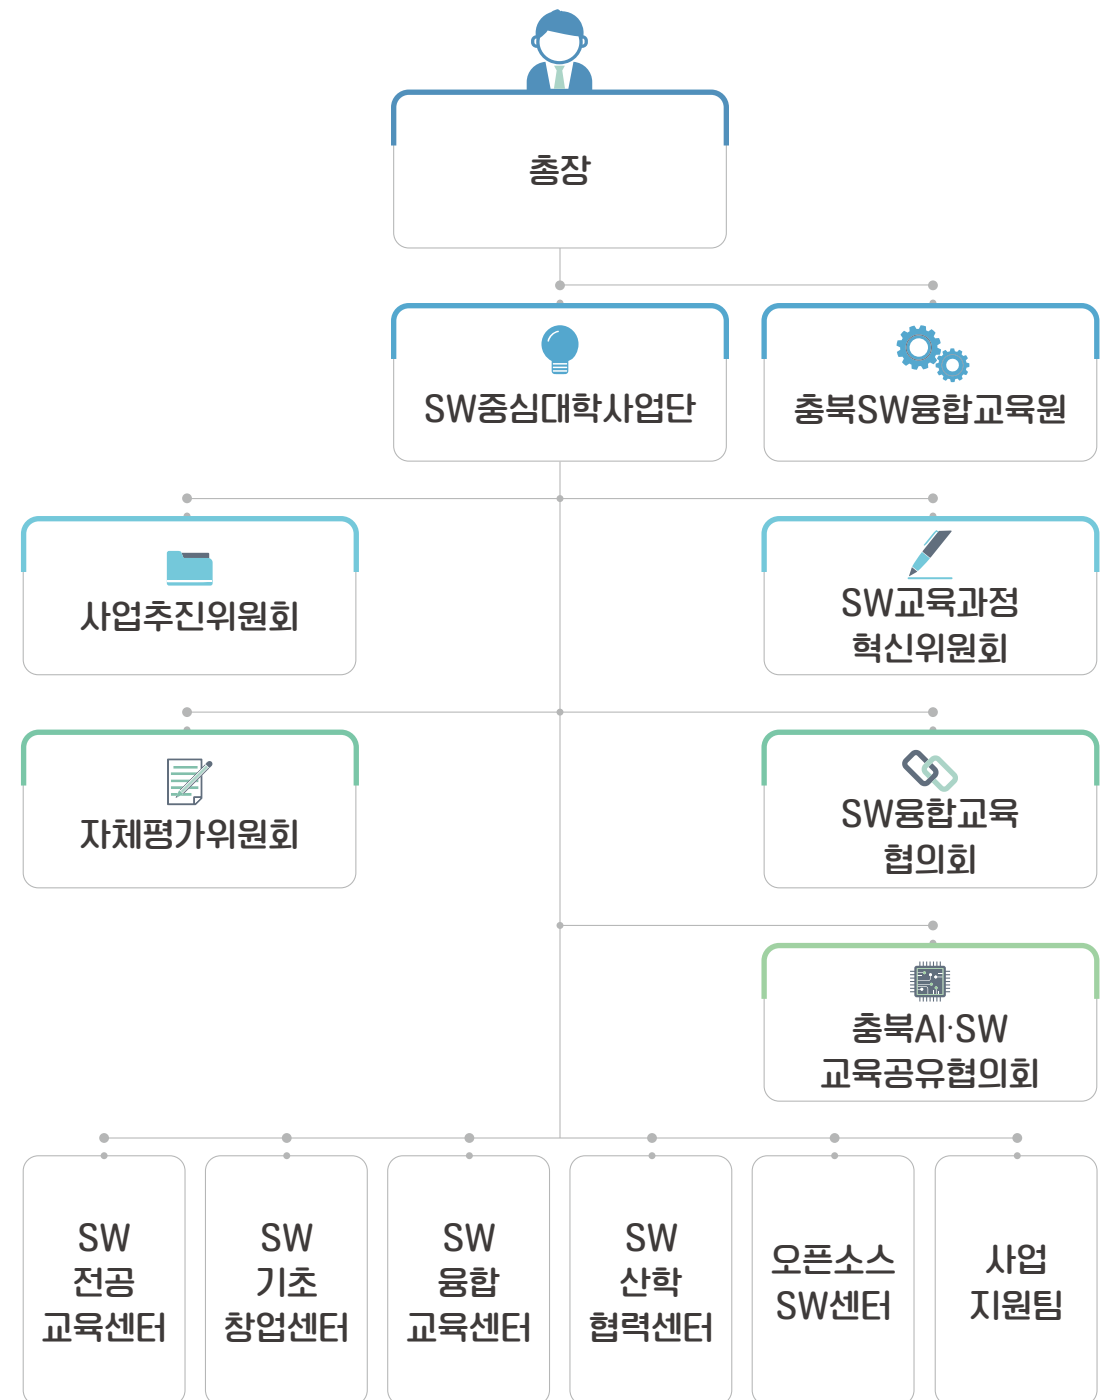 총장
SW중심대학사업단
충북SW융합교육원
사업추진위원회
SW교육과정
혁신위원회
자체평가위원회
SW융합교육
협의회
충북AI·SW
교육공유협의회
SW
전공
교육센터
SW
기초
창업센터
SW
융합
교육센터
SW
산학
협력센터
오픈소스
SW센터
사업
지원팀